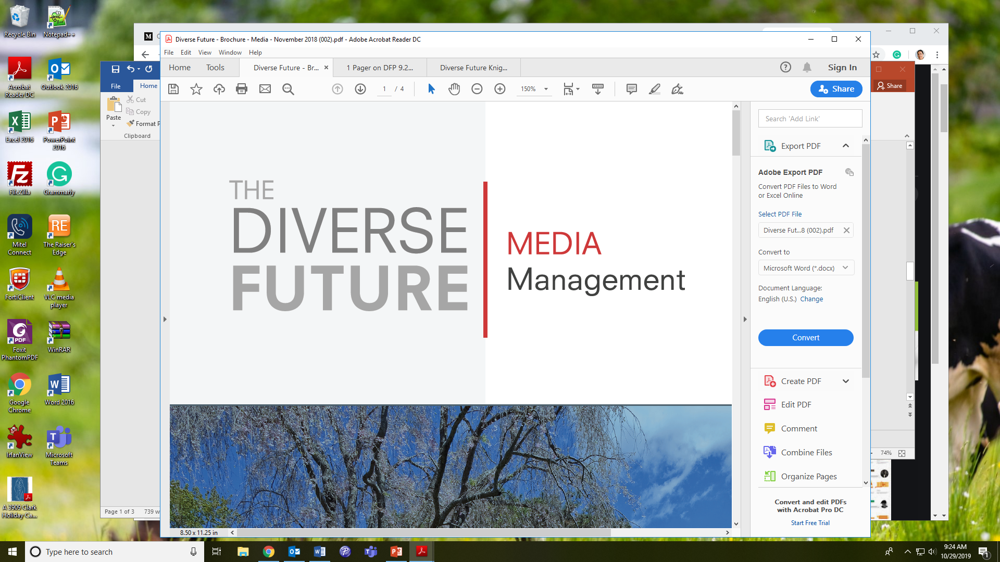 Recycle Bin
Notepad++
Acrobat
Reader DC
Outlook 2016
Excel 2016
PowerPoint
2016
FileZilla
Grammarly
Mitel
Connect
RE
The Raiser's
Edge
FortiClient
VLC media
player
PDF
Foxit
PhantomPDF
WinRAR
Google
Chrome
Word 2016
IrfanView
Microsoft
Teams
A 3909 Clark
Holiday Ca...
File
Home
Cut
Copy
Paste
Format P
Clipboard
Page 1 of 3
739 w
Diverse Future - Brochure - Media - November 2018 (002).pdf - Adobe Acrobat Reader DC
File Edit View Window Help
Home Tools
Diverse Future - Br...
1 Pager on DFP 9.2...
Diverse Future Knig...
Sign In
1 / 4
150%
Share
THE
DIVERSE
FUTURE
MEDIA
Management
8.50 x 11.25 in
Search 'Add Link'
Export PDF
Adobe Export PDF
Convert PDF Files to Word
or Excel Online
Select PDF File
Diverse Fut...8 (002).pdf
Convert to
Microsoft Word (*.docx)
Document Language:
English (U.S.) Change
Convert
Create PDF
Edit PDF
Comment
Combine Files
Organize Pages
Convert and edit PDFs
with Acrobat Pro DC
Start Free Trial
Share
74%
Type here to search
9:24 AM
10/29/2019
1